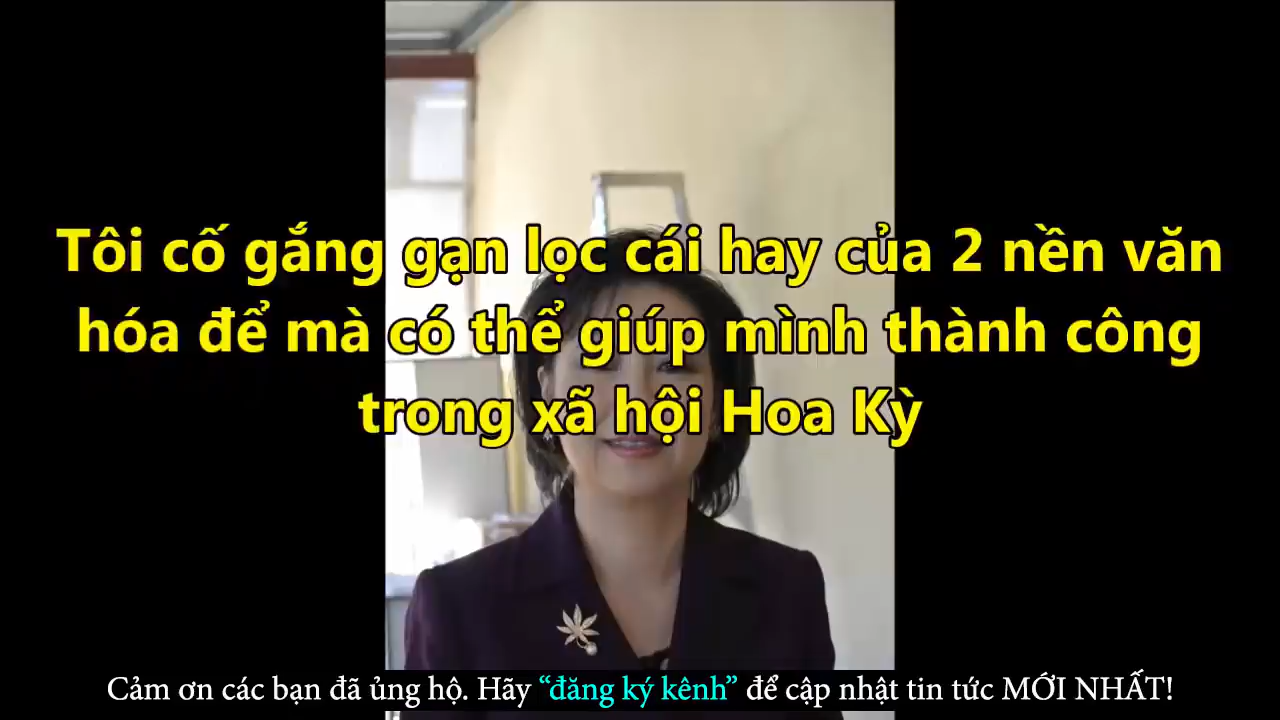 Tôi cố gắng gạn lọc cái hay của 2 nền văn
hóa để mà có thể giúp mình thành công
trong xã hội Hoa Kỳ
Cảm ơn các bạn đã ủng hộ. Hãy “đăng ký kênh” để cập nhật tin tức MỚI NHẤT!